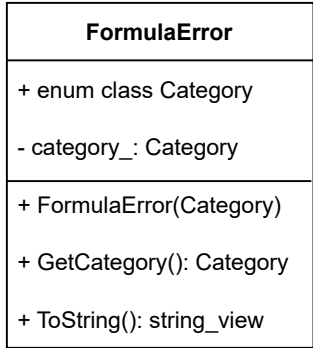 FormulaError
+ enum class Category
- category_: Category
+ FormulaError(Category)
+ GetCategory(): Category
+ ToString(): string_view